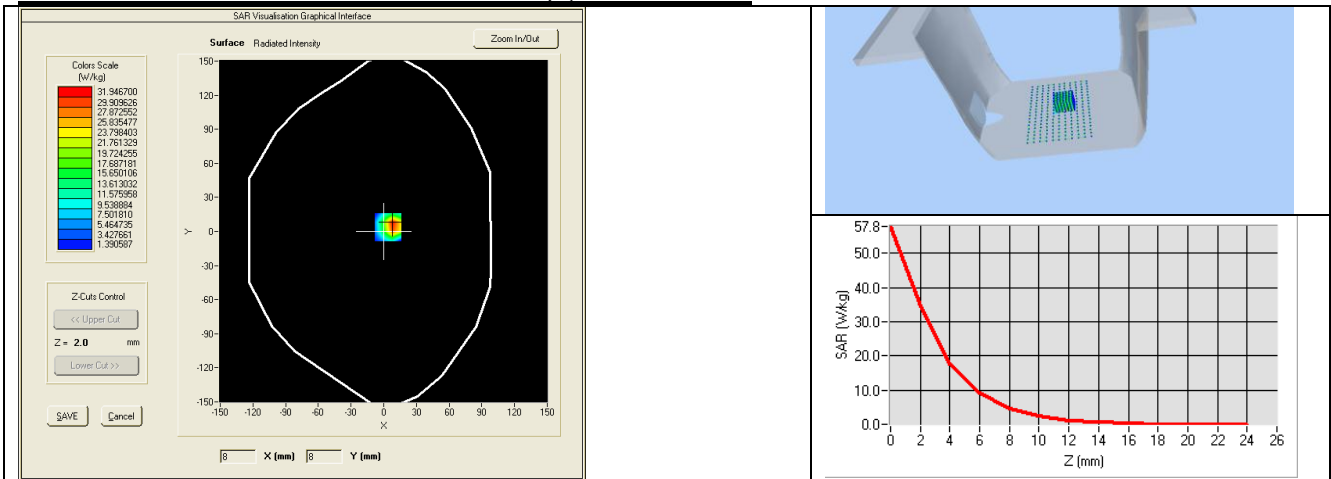 SAR Visualisation Graphical Interface
Surface Radiated Intensity
Zoom In/Out
Colors Scale
(W/kg)
31.946700
29.909626
27.872552
25.835477
23.798403
21.761329
19.724255
17.687181
15.650106
13.613032
11.575958
9.538884
7.501810
5.464735
3.427661
1.390587
Z-Cuts Control
<< Upper Cut
Z = 2.0 mm
Lower Cut >>
SAVE Cancel
150
120
90
60
30
0
-30
-60
-90
-120
-150
Y
-150 -120 -90 -60 -30 0 30 60 90 120 150
X
8 X (mm) 8 Y (mm)
57.8
50.0
40.0
30.0
20.0
10.0
0.0
SAR (W/kg)
0 2 4 6 8 10 12 14 16 18 20 22 24 26
Z (mm)